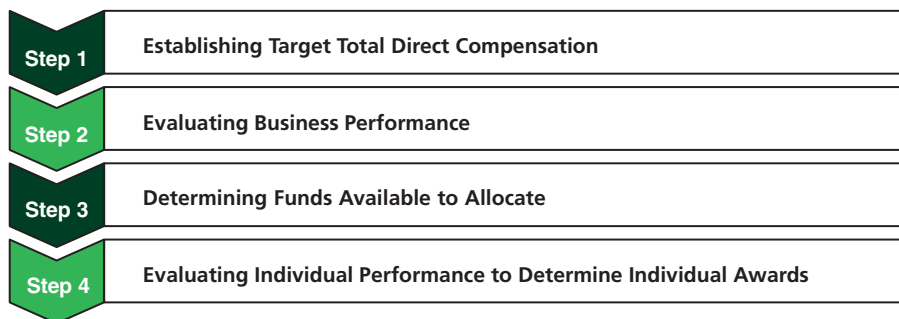 Step 1
Establishing Target Total Direct Compensation
Step 2
Evaluating Business Performance
Step 3
Determining Funds Available to Allocate
Step 4
Evaluating Individual Performance to Determine Individual Awards